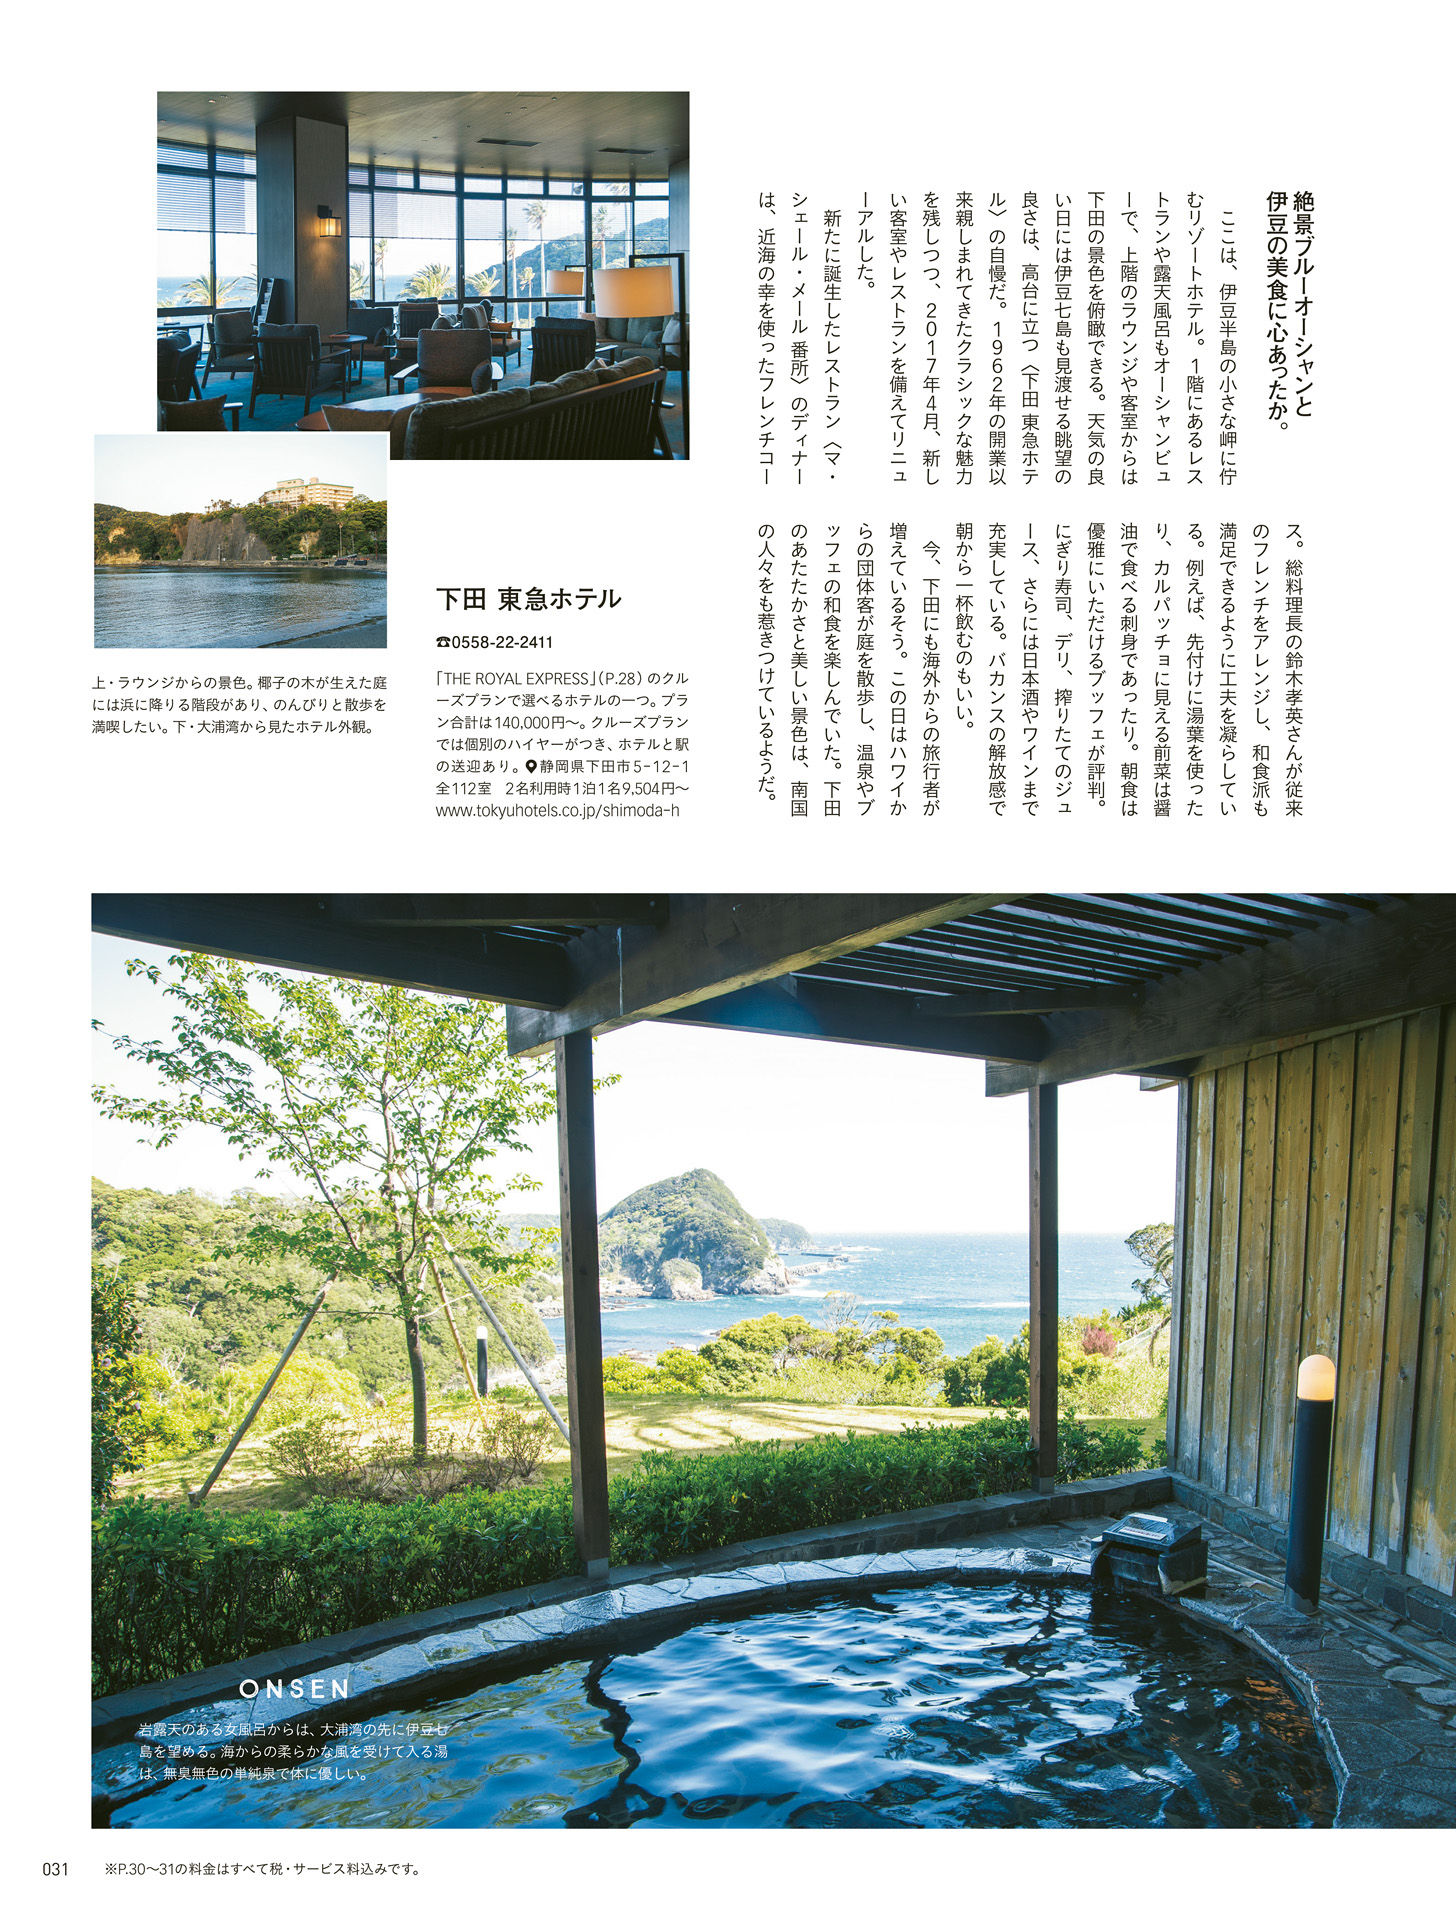 絶景ブルーオーシャンと
伊豆の美食に心あったか。
ここは、伊豆半島の小さな岬に佇
むリゾートホテル。1階にあるレス
トランや露天風呂もオーシャンビュ
ーで、上階のラウンジや客室からは
下田の景色を俯瞰できる。天気の良
い日には伊豆七島も見渡せる眺望の
良さは、高台に立つ〈下田 東急ホテ
ル〉の自慢だ。1962年の開業以
来親しまれてきたクラシックな魅力
を残しつつ、2017年4月、新し
い客室やレストランを備えてリニュ
ーアルした。
新たに誕生したレストラン〈マ・
シェール・メール 番所〉のディナー
は、近海の幸を使ったフレンチコー
ス。総料理長の鈴木孝英さんが従来
のフレンチをアレンジし、和食派も
満足できるように工夫を凝らしてい
る。例えば、先付けに湯葉を使った
り、カルパッチョに見える前菜は醤
油で食べる刺身であったり。朝食は
優雅にいただけるブッフェが評判。
にぎり寿司、デリ、搾りたてのジュ
ース、さらには日本酒やワインまで
充実している。バカンスの解放感で
朝から一杯飲むのもいい。
今、下田にも海外からの旅行者が
増えているそう。この日はハワイか
らの団体客が庭を散歩し、温泉やブ
ッフェの和食を楽しんでいた。下田
のあたたかさと美しい景色は、南国
の人々をも惹きつけているようだ。
上・ラウンジからの景色。椰子の木が生えた庭
には浜に降りる階段があり、のんびりと散歩を
満喫したい。下・大浦湾から見たホテル外観。
下田 東急ホテル
☎0558-22-2411
「THE ROYAL EXPRESS」(P.28)のクル
ーズプランで選べるホテルの一つ。プラ
ン合計は140,000円〜。クルーズプラン
では個別のハイヤーがつき、ホテルと駅
の送迎あり。静岡県下田市5-12-1
全112室　2名利用時1泊1名9,504円〜
www.tokyuhotels.co.jp/shimoda-h
ONSEN
岩露天のある女風呂からは、大浦湾の先に伊豆七
島を望める。海からの柔らかな風を受けて入る湯
は、無臭無色の単純泉で体に優しい。
031
※P.30〜31の料金はすべて税・サービス料込みです。